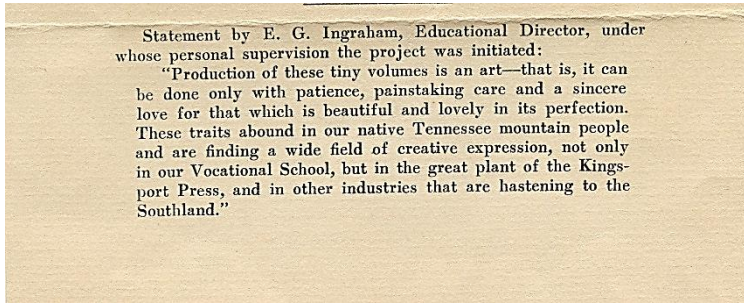 Statement by E. G. Ingraham, Educational Director, under
whose personal supervision the project was initiated:
"Production of these tiny volumes is an art—that is, it can
be done only with patience, painstaking care and a sincere
love for that which is beautiful and lovely in its perfection.
These traits abound in our native Tennessee mountain people
and are finding a wide field of creative expression, not only
in our Vocational School, but in the great plant of the Kings-
port Press, and in other industries that are hastening to the
Southland."